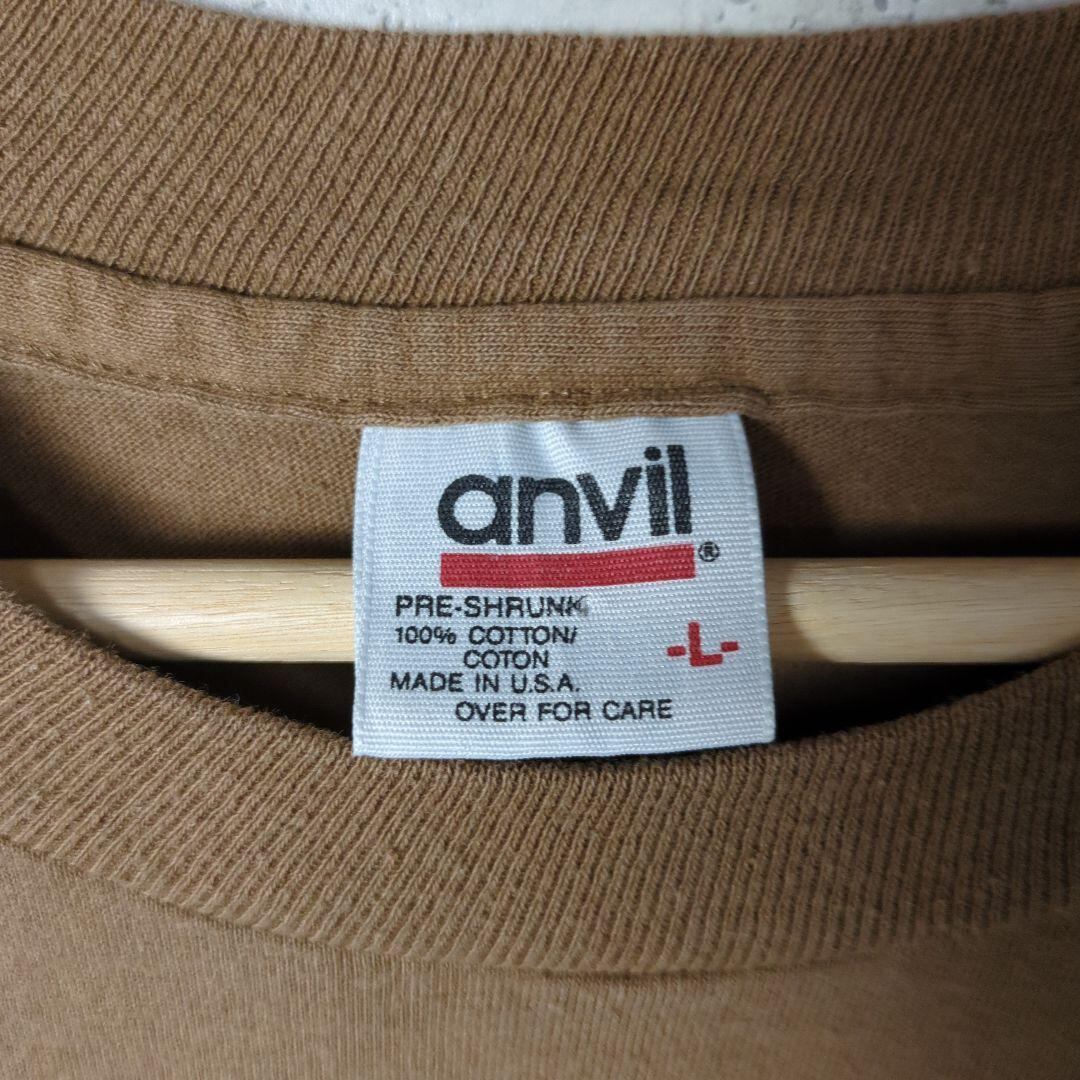 anvil®
PRE-SHRUNK
100% COTTON/
COTON
-L-
MADE IN U.S.A.
OVER FOR CARE